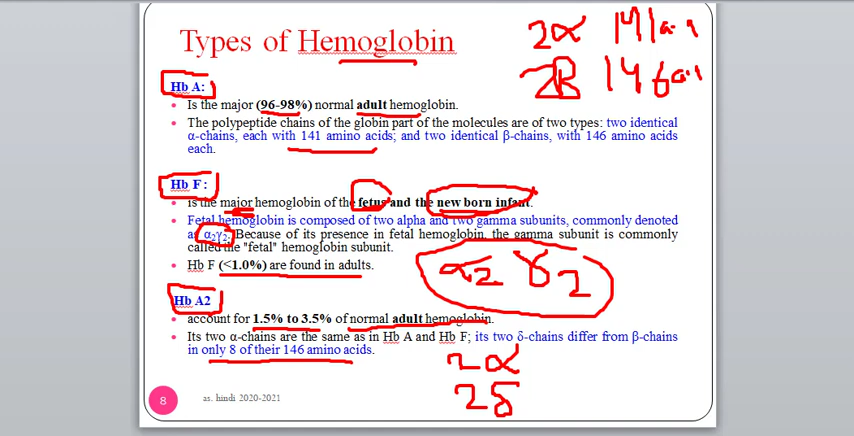 Types of Hemoglobin
2α 141 a.a
2B 146 a.a
Hb A:
• Is the major (96-98%) normal adult hemoglobin.
• The polypeptide chains of the globin part of the molecules are of two types: two identical
α-chains, each with 141 amino acids; and two identical β-chains, with 146 amino acids
each.
Hb F :
• is the major hemoglobin of the fetus and the new born infant.
• Fetal hemoglobin is composed of two alpha and two gamma subunits, commonly denoted
as α2γ2. Because of its presence in fetal hemoglobin, the gamma subunit is commonly
called the "fetal" hemoglobin subunit.
• Hb F (<1.0%) are found in adults.
α2 γ2
Hb A2
• account for 1.5% to 3.5% of normal adult hemoglobin.
• Its two α-chains are the same as in Hb A and Hb F; its two δ-chains differ from β-chains
in only 8 of their 146 amino acids.
2α
2δ
8
as. hindi 2020-2021